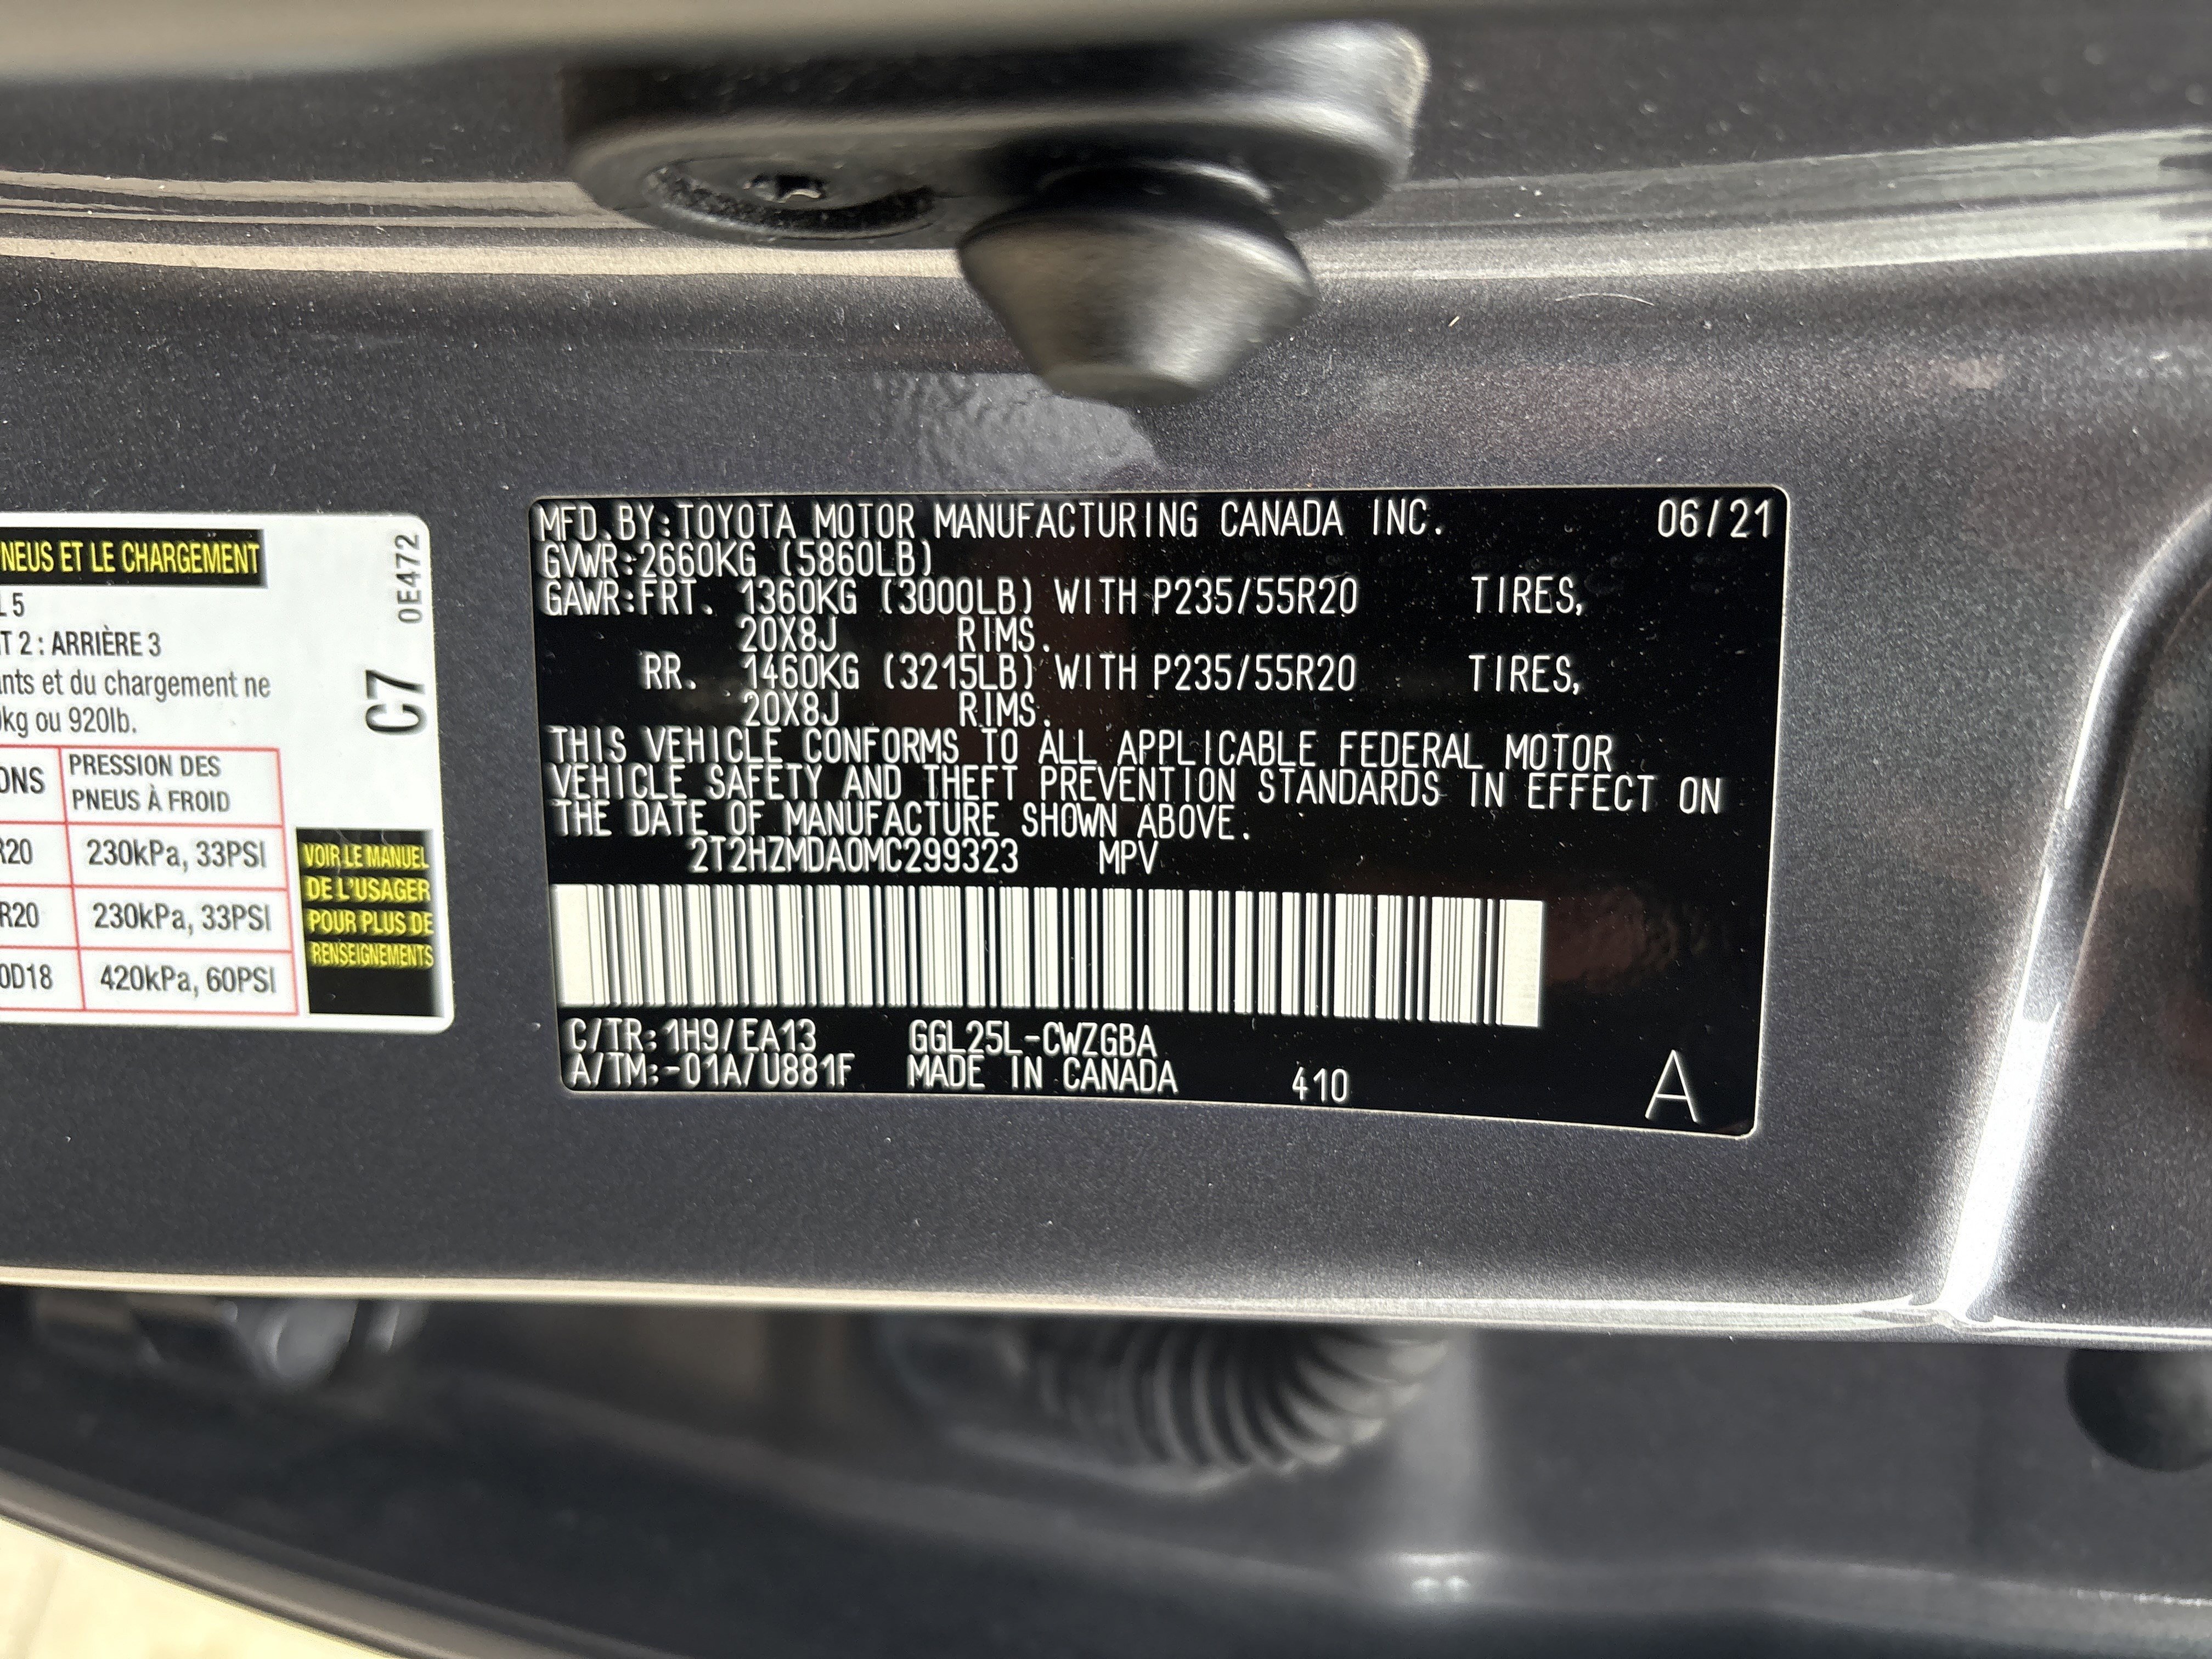 NEUS ET LE CHARGEMENT
0E472
L 5
T 2 : ARRIÈRE 3
ants et du chargement ne
kg ou 920lb.
C7
ONS PRESSION DES
PNEUS À FROID
R20 230kPa, 33PSI
R20 230kPa, 33PSI
0D18 420kPa, 60PSI
VOIR LE MANUEL
DE L'USAGER
POUR PLUS DE
RENSEIGNEMENTS
MFD.BY:TOYOTA MOTOR MANUFACTURING CANADA INC. 06/21
GVWR:2660KG (5860LB)
GAWR:FRT. 1360KG (3000LB) WITH P235/55R20 TIRES,
20X8J RIMS.
RR. 1460KG (3215LB) WITH P235/55R20 TIRES,
20X8J RIMS.
THIS VEHICLE CONFORMS TO ALL APPLICABLE FEDERAL MOTOR
VEHICLE SAFETY AND THEFT PREVENTION STANDARDS IN EFFECT ON
THE DATE OF MANUFACTURE SHOWN ABOVE.
2T2HZMDA0MC299323 MPV
C/TR:1H9/EA13 GGL25L-CWZGBA
A/TM:-01A/U881F MADE IN CANADA 410 A